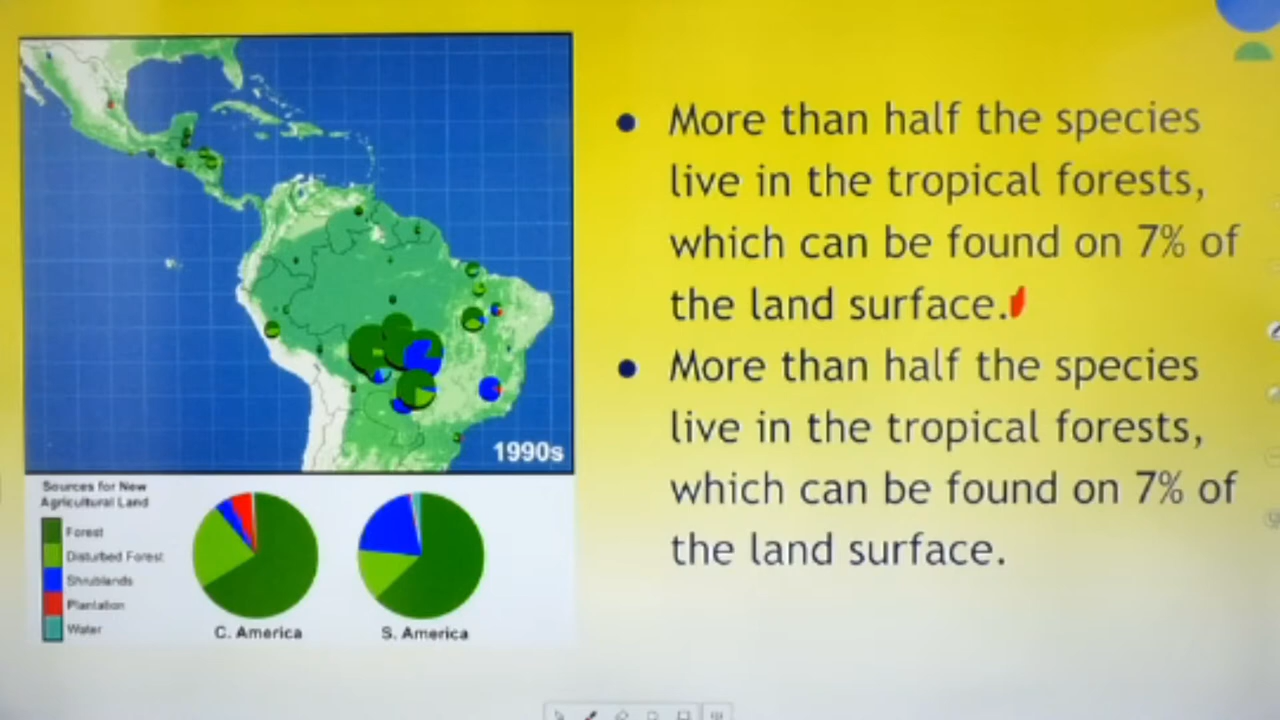 1990s
Sources for New
Agricultural Land
Forest
Disturbed Forest
Shrublands
Plantation
Water
C. America
S. America
• More than half the species
live in the tropical forests,
which can be found on 7% of
the land surface.
• More than half the species
live in the tropical forests,
which can be found on 7% of
the land surface.